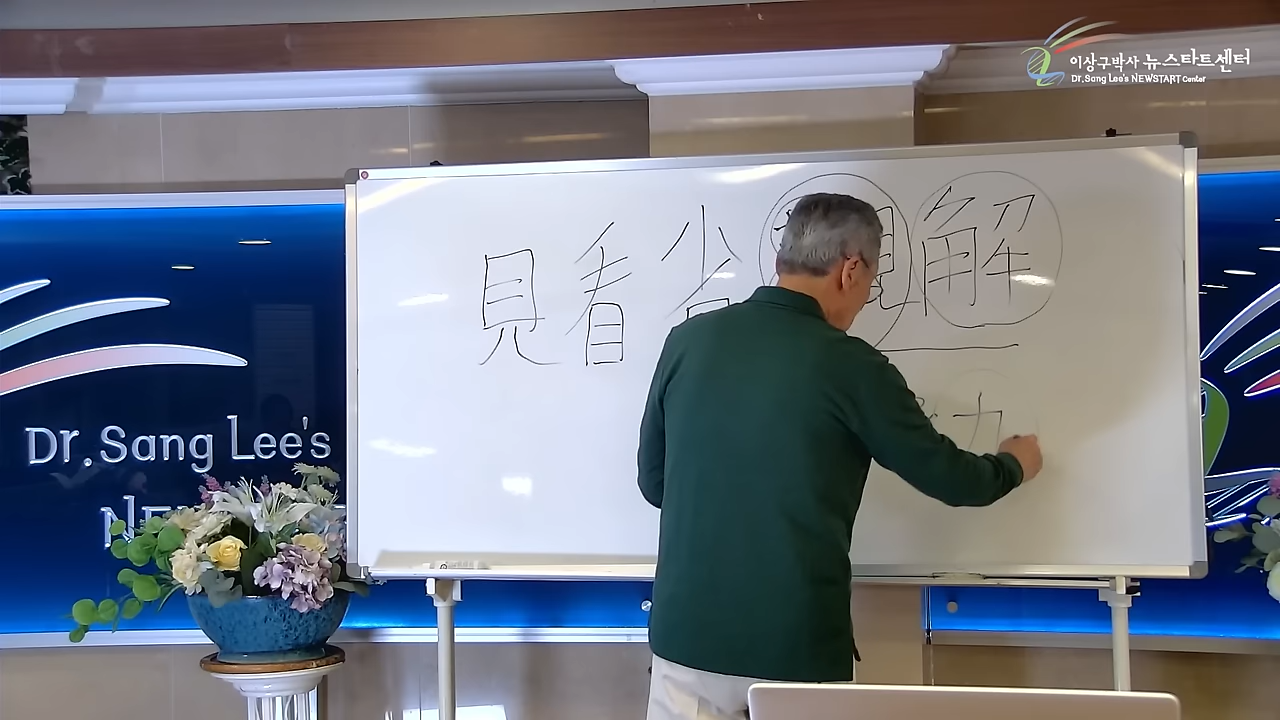 이상구박사 뉴스타트센터
Dr. Sang Lee's NEWSTART Center
見看省 解
力
Dr. Sang Lee's